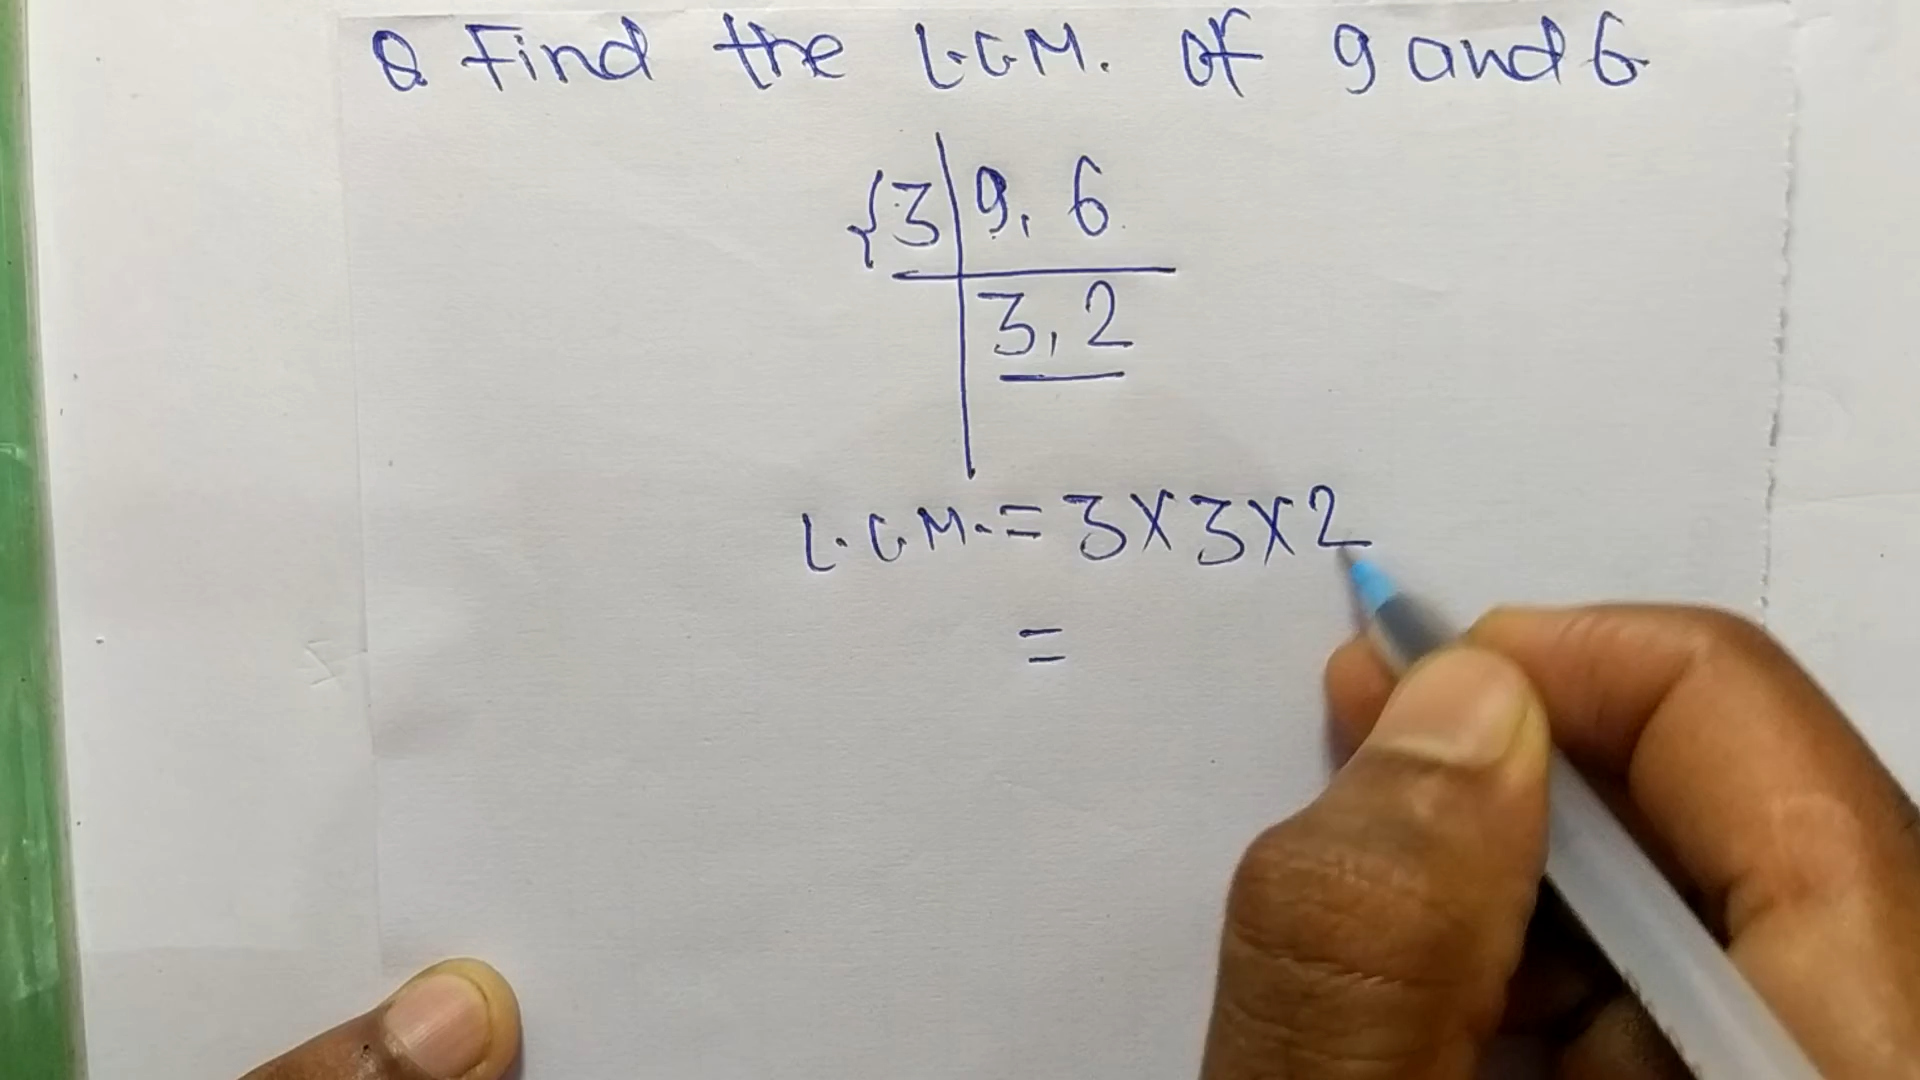 Q Find the L.C.M. of 9 and 6
{3 | 9, 6
3, 2
L.C.M. = 3 × 3 × 2
=